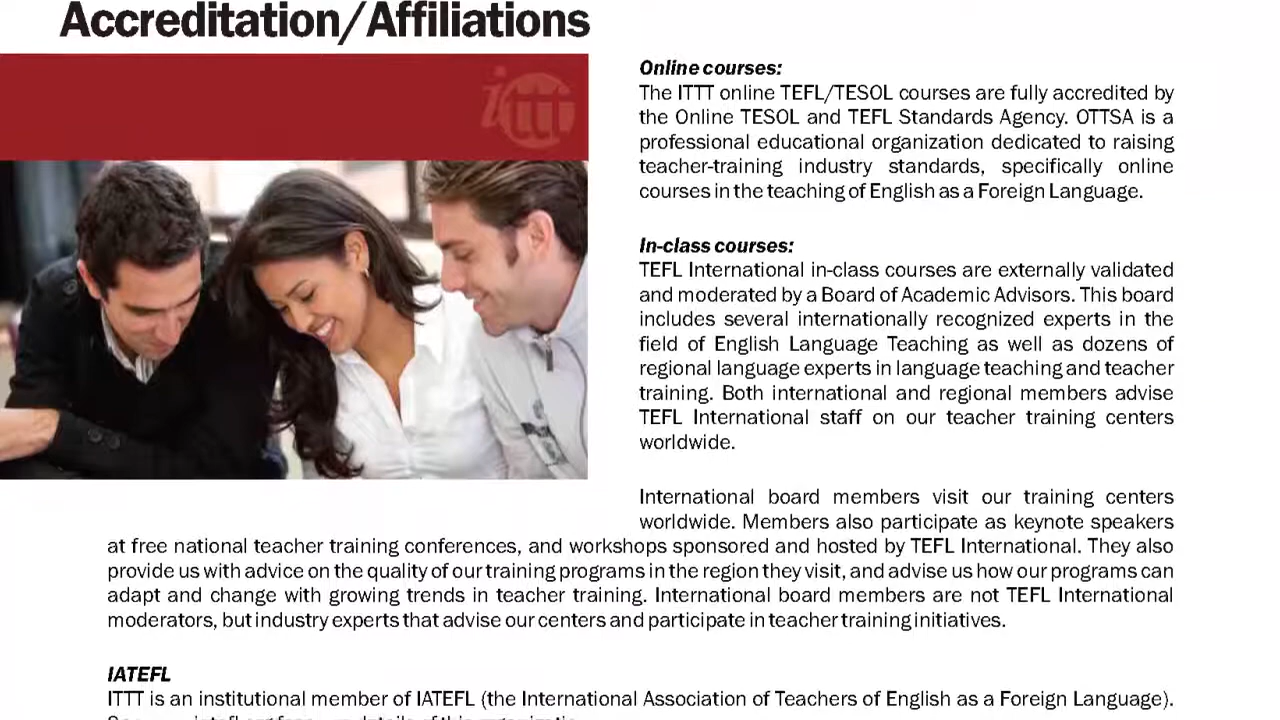 Accreditation/Affiliations
ittt
Online courses:
The ITTT online TEFL/TESOL courses are fully accredited by
the Online TESOL and TEFL Standards Agency. OTTSA is a
professional educational organization dedicated to raising
teacher-training industry standards, specifically online
courses in the teaching of English as a Foreign Language.
In-class courses:
TEFL International in-class courses are externally validated
and moderated by a Board of Academic Advisors. This board
includes several internationally recognized experts in the
field of English Language Teaching as well as dozens of
regional language experts in language teaching and teacher
training. Both international and regional members advise
TEFL International staff on our teacher training centers
worldwide.
International board members visit our training centers
worldwide. Members also participate as keynote speakers
at free national teacher training conferences, and workshops sponsored and hosted by TEFL International. They also
provide us with advice on the quality of our training programs in the region they visit, and advise us how our programs can
adapt and change with growing trends in teacher training. International board members are not TEFL International
moderators, but industry experts that advise our centers and participate in teacher training initiatives.
IATEFL
ITTT is an institutional member of IATEFL (the International Association of Teachers of English as a Foreign Language).